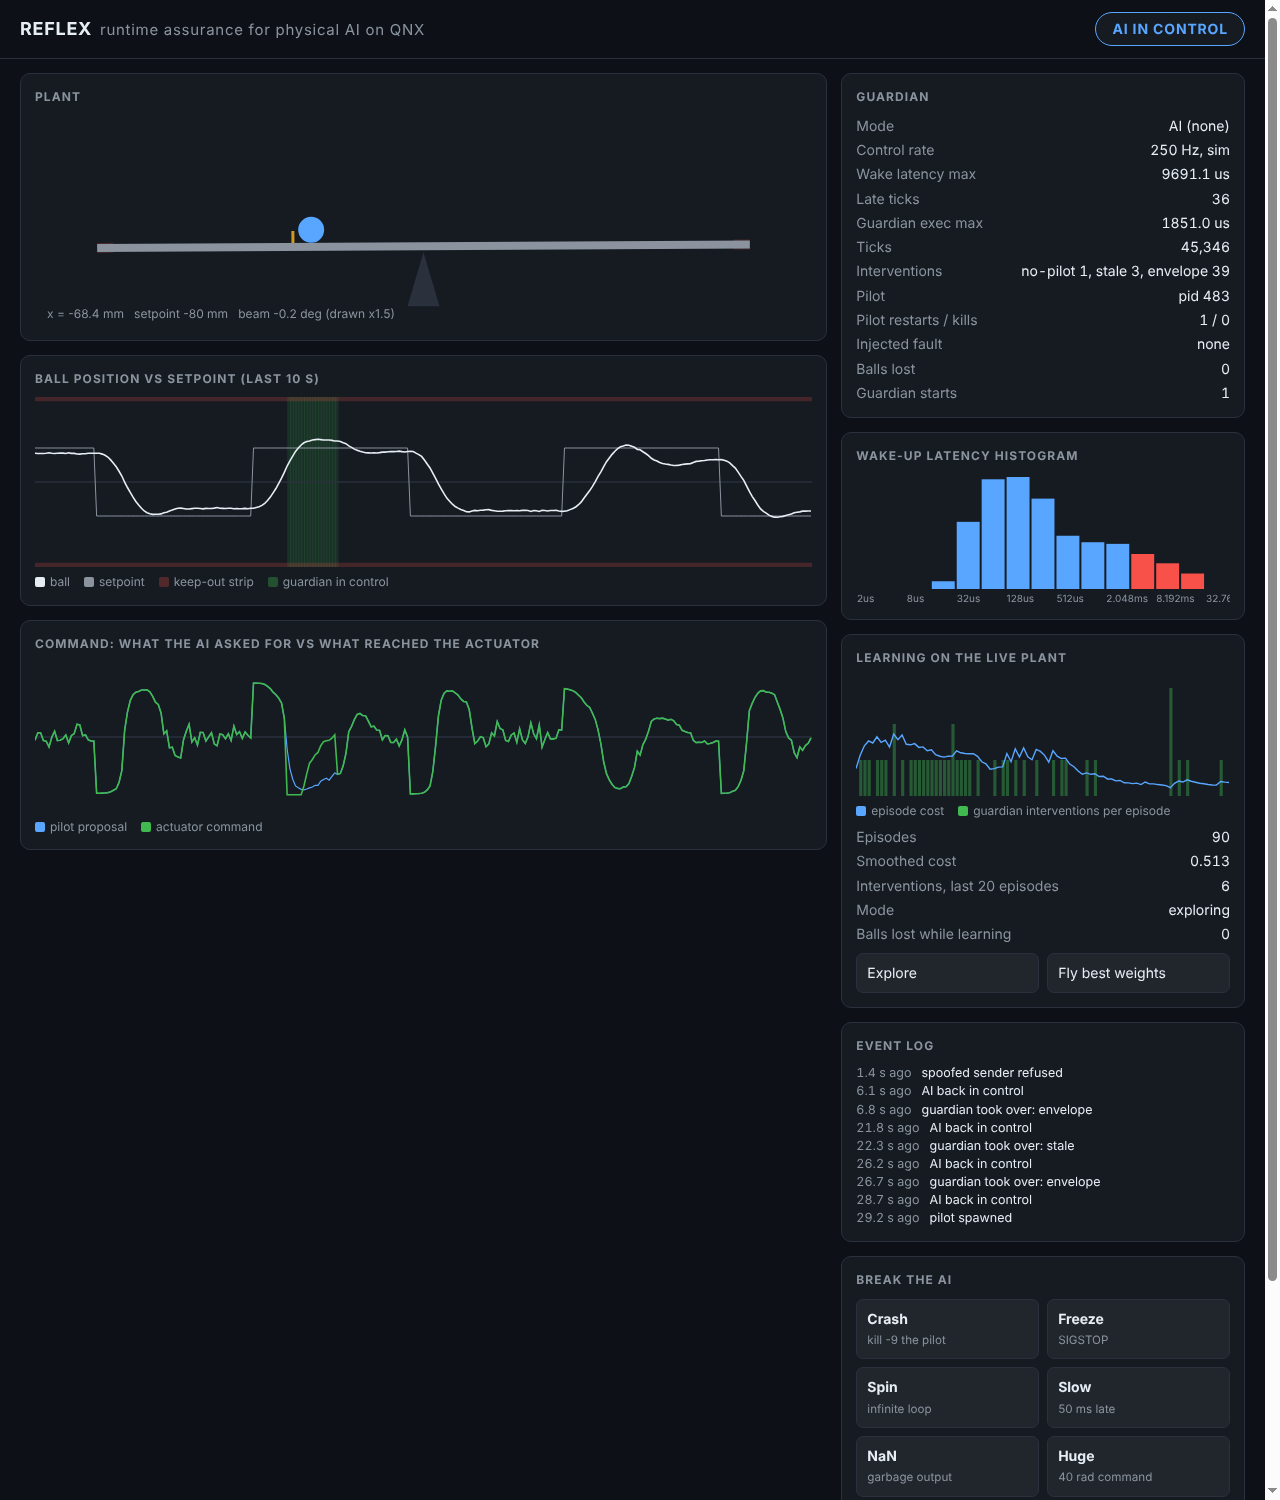 REFLEX runtime assurance for physical AI on QNX
AI IN CONTROL
PLANT
x = -68.4 mm setpoint -80 mm beam -0.2 deg (drawn x1.5)
BALL POSITION VS SETPOINT (LAST 10 S)
ball setpoint keep-out strip guardian in control
COMMAND: WHAT THE AI ASKED FOR VS WHAT REACHED THE ACTUATOR
pilot proposal actuator command
GUARDIAN
Mode AI (none)
Control rate 250 Hz, sim
Wake latency max 9691.1 us
Late ticks 36
Guardian exec max 1851.0 us
Ticks 45,346
Interventions no-pilot 1, stale 3, envelope 39
Pilot pid 483
Pilot restarts / kills 1 / 0
Injected fault none
Balls lost 0
Guardian starts 1
WAKE-UP LATENCY HISTOGRAM
2us 8us 32us 128us 512us 2.048ms 8.192ms 32.76
LEARNING ON THE LIVE PLANT
episode cost guardian interventions per episode
Episodes 90
Smoothed cost 0.513
Interventions, last 20 episodes 6
Mode exploring
Balls lost while learning 0
Explore Fly best weights
EVENT LOG
1.4 s ago spoofed sender refused
6.1 s ago AI back in control
6.8 s ago guardian took over: envelope
21.8 s ago AI back in control
22.3 s ago guardian took over: stale
26.2 s ago AI back in control
26.7 s ago guardian took over: envelope
28.7 s ago AI back in control
29.2 s ago pilot spawned
BREAK THE AI
Crash Freeze
kill -9 the pilot SIGSTOP
Spin Slow
infinite loop 50 ms late
NaN Huge
garbage output 40 rad command